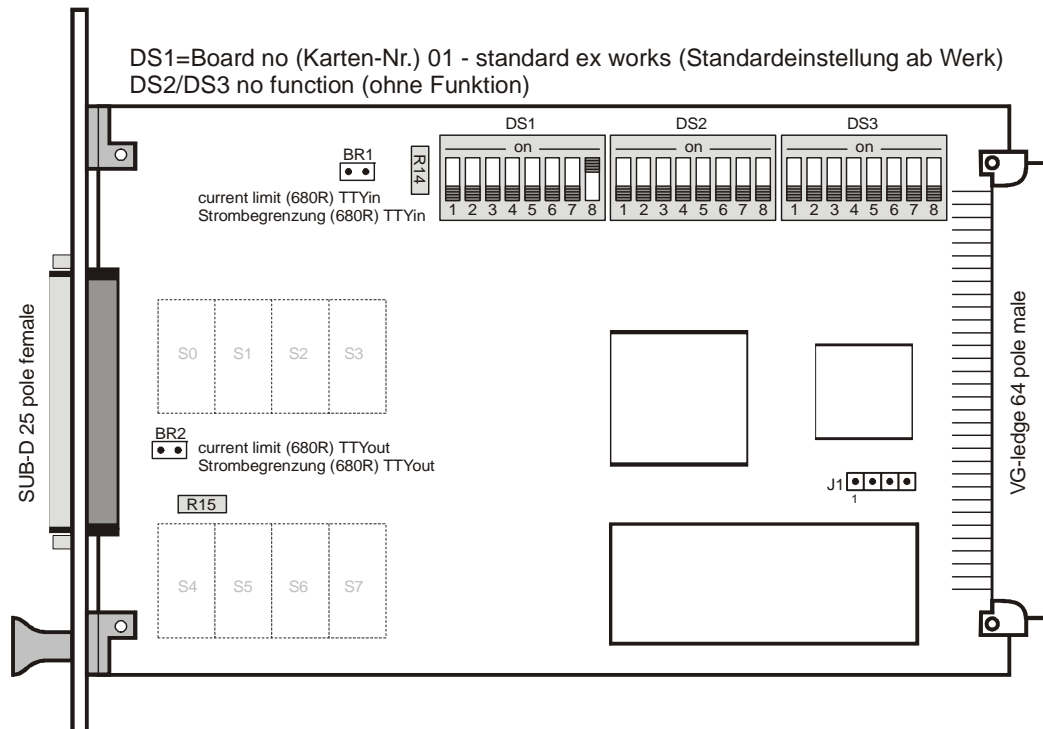 DS1=Board no (Karten-Nr.) 01 - standard ex works (Standardeinstellung ab Werk)
DS2/DS3 no function (ohne Funktion)
DS1 DS2 DS3
on on on
BR1
R14
current limit (680R) TTYin
Strombegrenzung (680R) TTYin
1 2 3 4 5 6 7 8 1 2 3 4 5 6 7 8 1 2 3 4 5 6 7 8
SUB-D 25 pole female
S0 S1 S2 S3
BR2
current limit (680R) TTYout
Strombegrenzung (680R) TTYout
R15
S4 S5 S6 S7
J1
1
VG-ledge 64 pole male